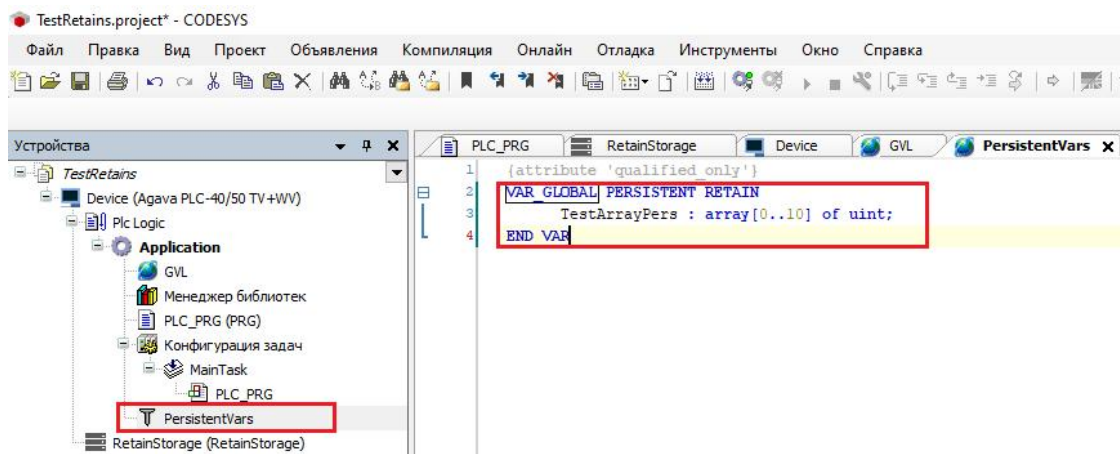 TestRetains.project* - CODESYS
Файл Правка Вид Проект Объявления Компиляция Онлайн Отладка Инструменты Окно Справка
Устройства
TestRetains
Device (Agava PLC-40/50 TV+WV)
Plc Logic
Application
GVL
Менеджер библиотек
PLC_PRG (PRG)
Конфигурация задач
MainTask
PLC_PRG
PersistentVars
RetainStorage (RetainStorage)
PLC_PRG RetainStorage Device GVL PersistentVars
1 {attribute 'qualified_only'}
2 VAR_GLOBAL PERSISTENT RETAIN
3 TestArrayPers : array[0..10] of uint;
4 END_VAR